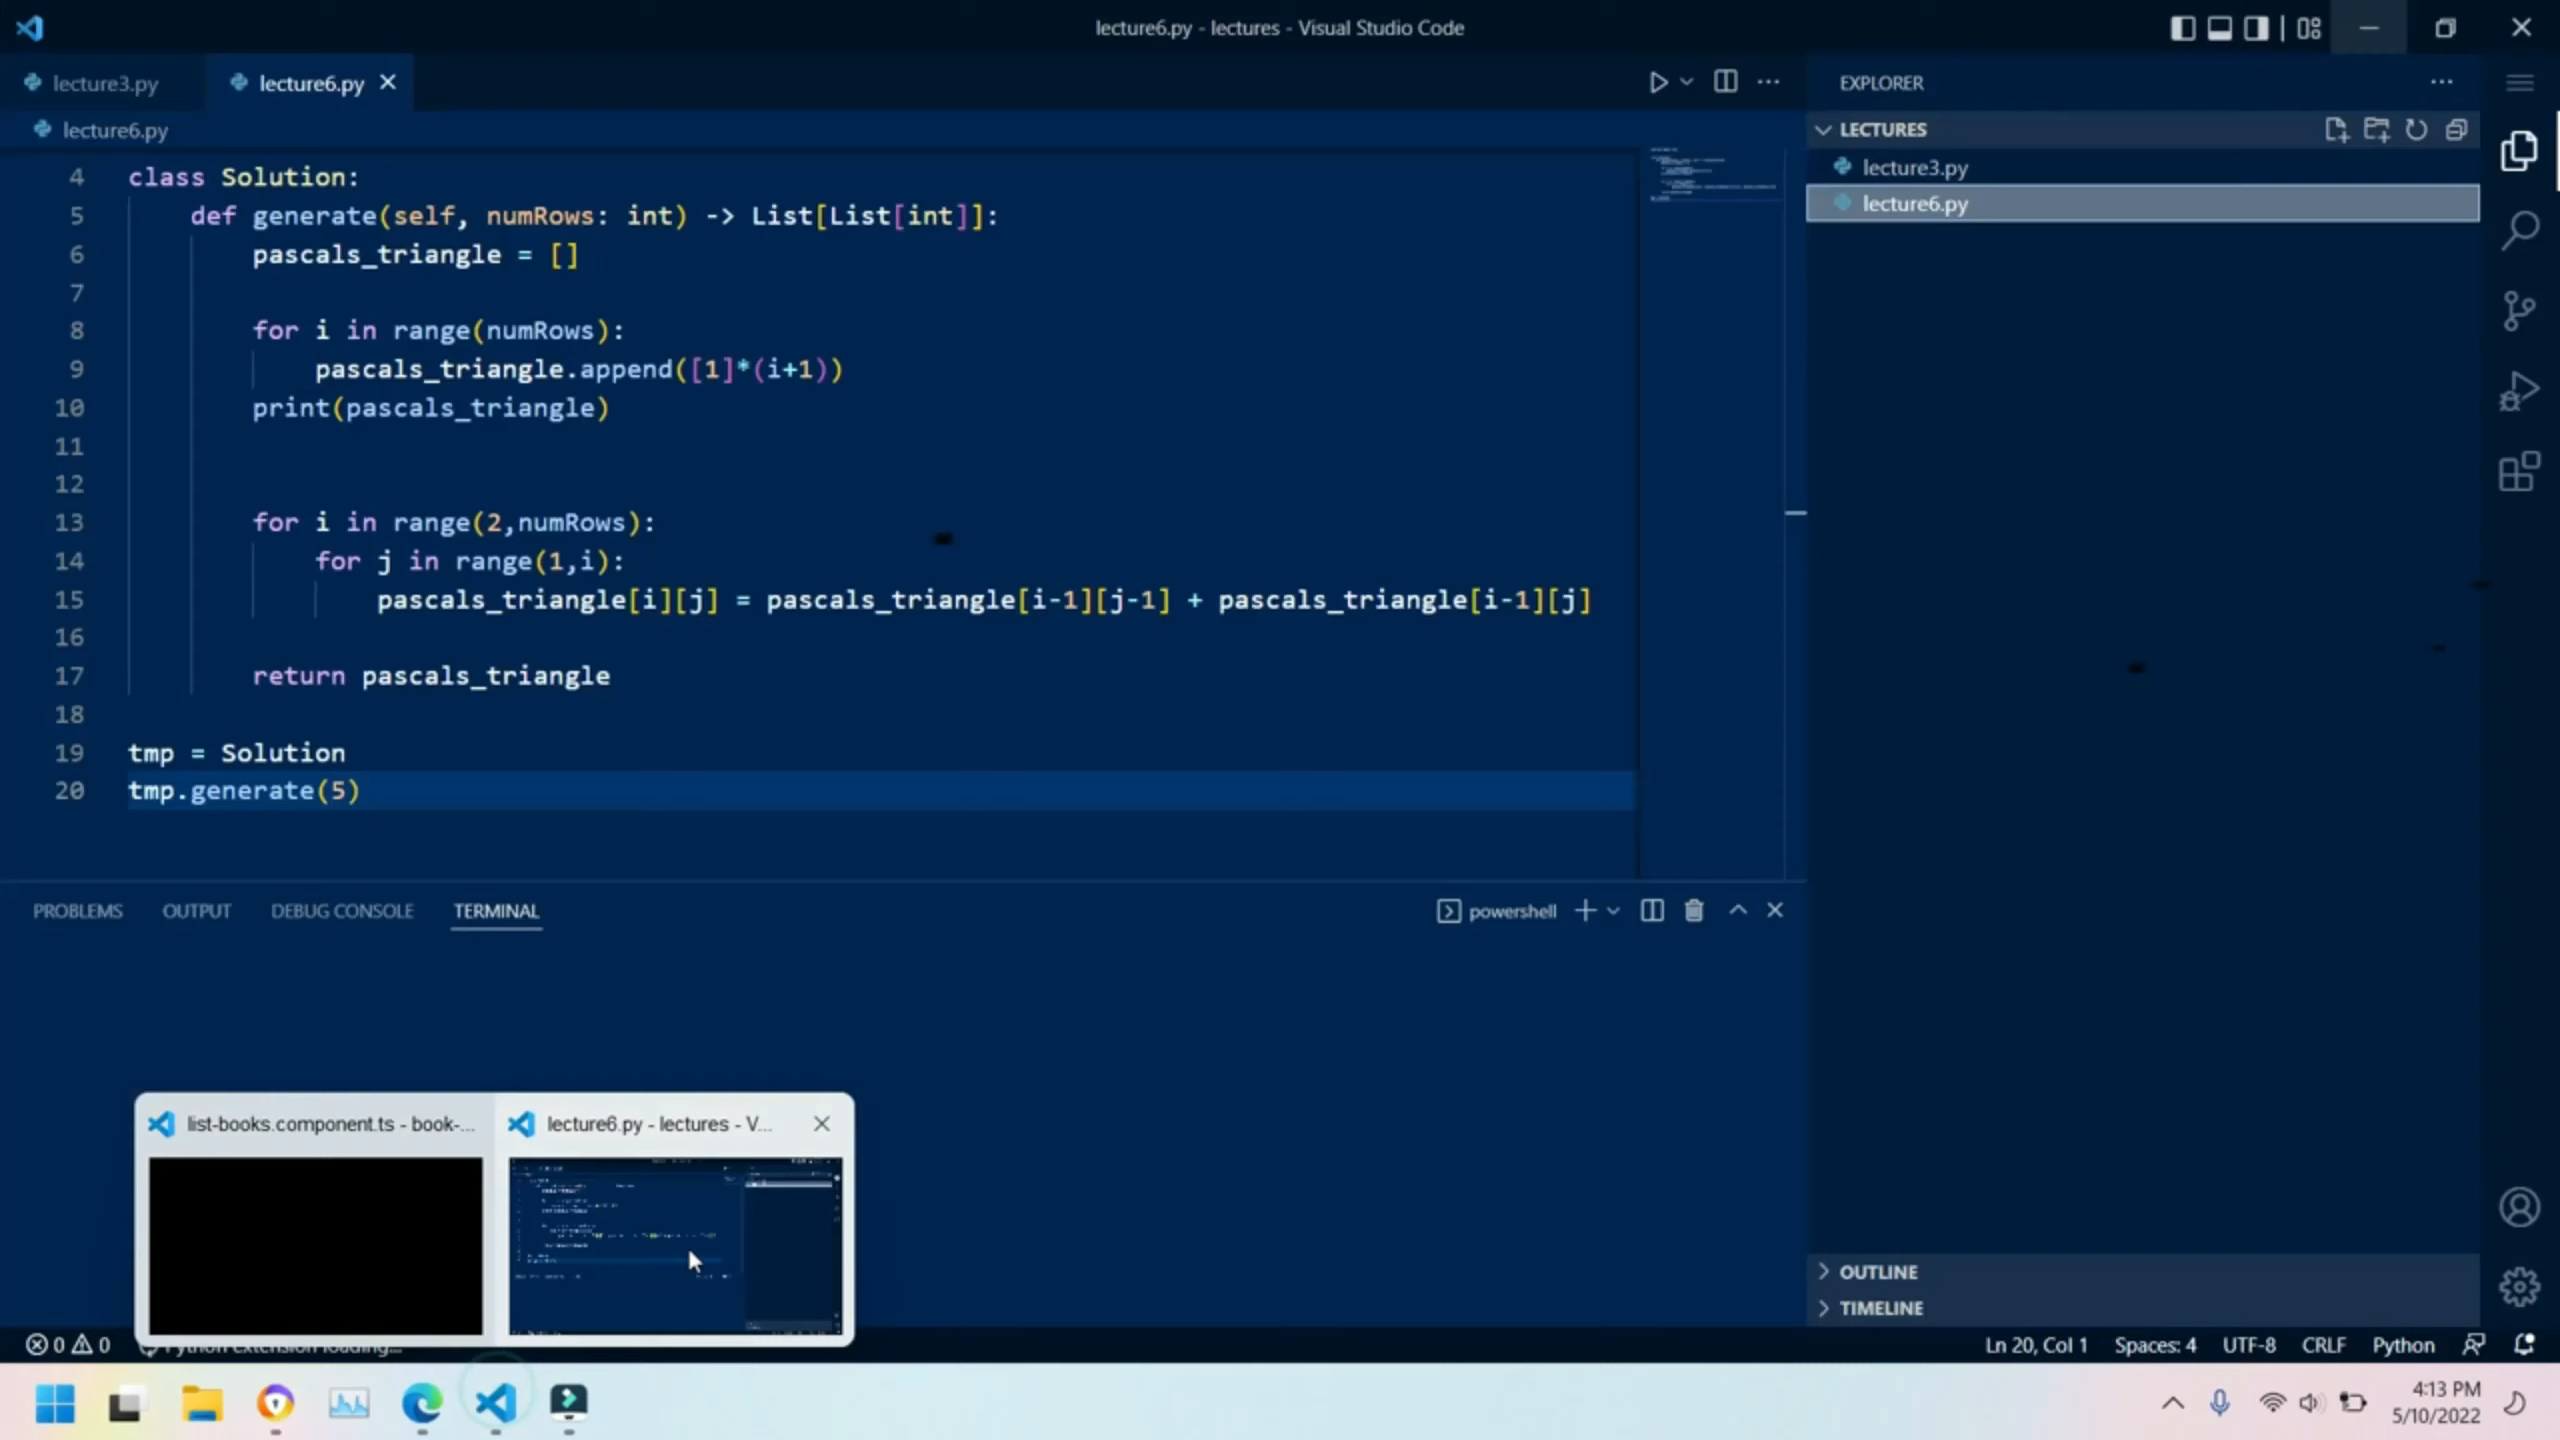 lecture6.py - lectures - Visual Studio Code
lecture3.py
lecture6.py
EXPLORER
lecture6.py
LECTURES
lecture3.py
lecture6.py
4 class Solution:
5 def generate(self, numRows: int) -> List[List[int]]:
6 pascals_triangle = []
7
8 for i in range(numRows):
9 pascals_triangle.append([1]*(i+1))
10 print(pascals_triangle)
11
12
13 for i in range(2,numRows):
14 for j in range(1,i):
15 pascals_triangle[i][j] = pascals_triangle[i-1][j-1] + pascals_triangle[i-1][j]
16
17 return pascals_triangle
18
19 tmp = Solution
20 tmp.generate(5)
PROBLEMS OUTPUT DEBUG CONSOLE TERMINAL
powershell
list-books.component.ts - book-...
lecture6.py - lectures - V...
OUTLINE
TIMELINE
0 0
Python extension loading...
Ln 20, Col 1 Spaces: 4 UTF-8 CRLF Python
4:13 PM
5/10/2022